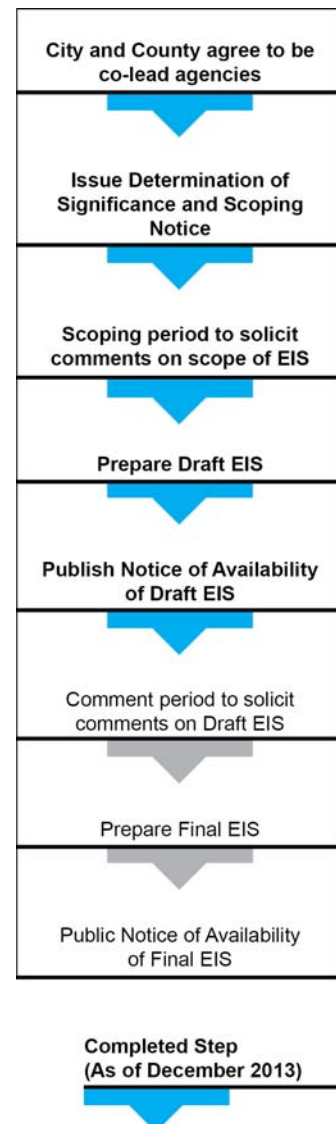 City and County agree to be
co-lead agencies
Issue Determination of
Significance and Scoping
Notice
Scoping period to solicit
comments on scope of EIS
Prepare Draft EIS
Publish Notice of Availability
of Draft EIS
Comment period to solicit
comments on Draft EIS
Prepare Final EIS
Public Notice of Availability
of Final EIS
Completed Step
(As of December 2013)